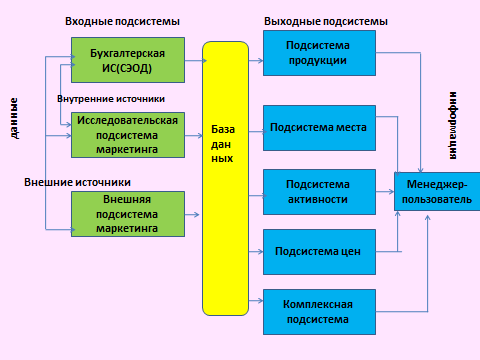 Входные подсистемы
Выходные подсистемы
Бухгалтерская
ИС(СЭОД)
Внутренние источники
Исследовательская
подсистема
маркетинга
Внешние источники
Внешняя
подсистема
маркетинга
данные
База
дан
ных
Подсистема
продукции
Подсистема места
Подсистема
активности
Подсистема цен
Комплексная
подсистема
информация
Менеджер-
пользователь